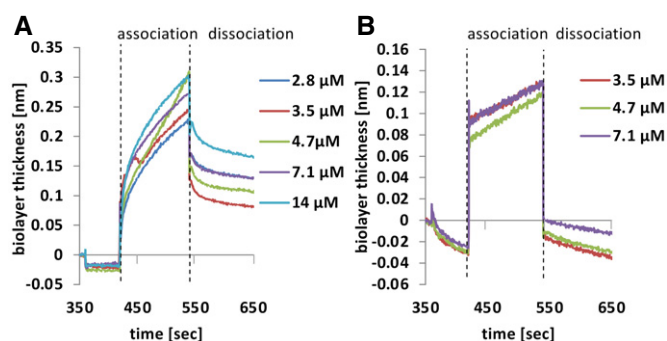 A
association dissociation
biolayer thickness [nm]
0.35
0.3
0.25
0.2
0.15
0.1
0.05
0
-0.05
350 450 550 650
time [sec]
2.8 µM
3.5 µM
4.7µM
7.1 µM
14 µM
B
association dissociation
biolayer thickness [nm]
0.16
0.14
0.12
0.1
0.08
0.06
0.04
0.02
0
-0.02
-0.04
-0.06
350 450 550 650
time [sec]
3.5 µM
4.7 µM
7.1 µM